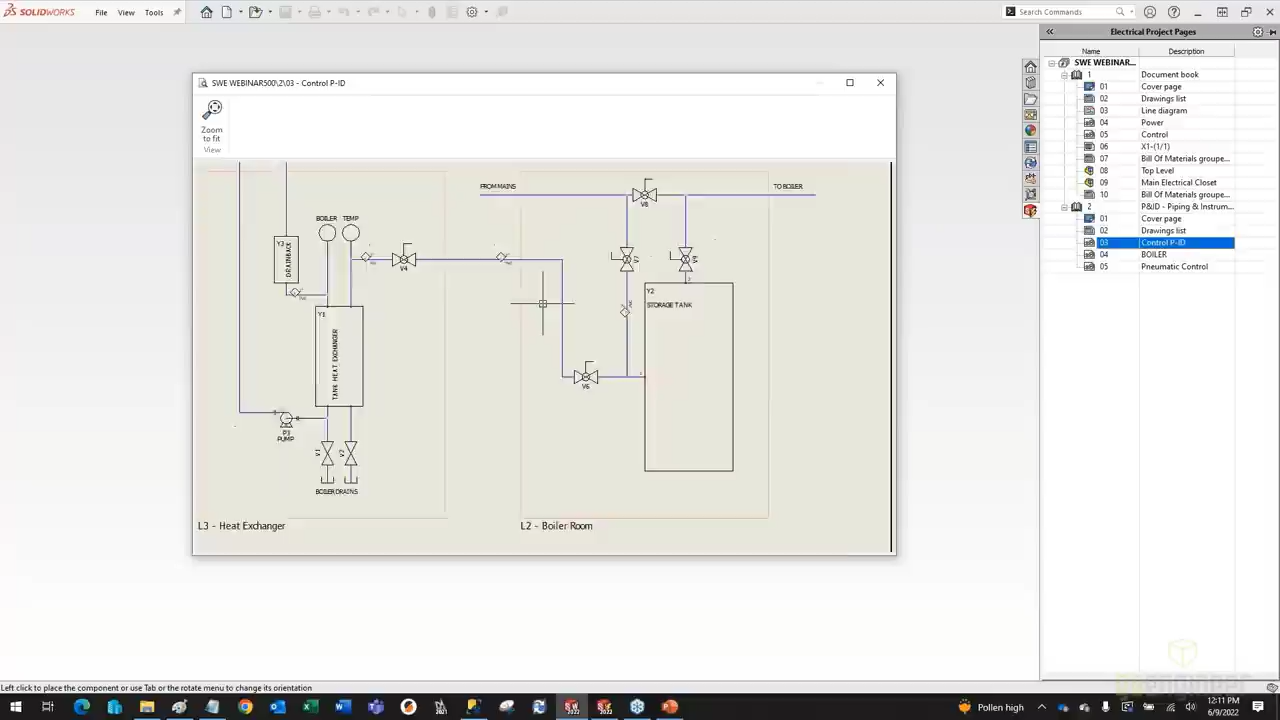 SOLIDWORKS File View Tools Search Commands
Electrical Project Pages
Name Description
SWE WEBINAR...
1 Document book
01 Cover page
02 Drawings list
03 Line diagram
04 Power
05 Control
06 X1-(1/1)
07 Bill Of Materials groupe...
08 Top Level
09 Main Electrical Closet
10 Bill Of Materials groupe...
2 P&ID - Piping & Instrum...
01 Cover page
02 Drawings list
03 Control P-ID
04 BOILER
05 Pneumatic Control
SWE WEBINAR500\2\03 - Control P-ID
Zoom
to fit
View
FROM MAINS
V8
TO BOILER
BOILER TEMP
Y3
DRAINBACK
V4
V7
V9
Y1
TANK HEAT EXCHANGER
Y2
STORAGE TANK
V6
P3
PUMP
V1
V2
BOILER DRAINS
L3 - Heat Exchanger
L2 - Boiler Room
Left click to place the component or use Tab or the rotate menu to change its orientation
Pollen high
12:11 PM
6/9/2022